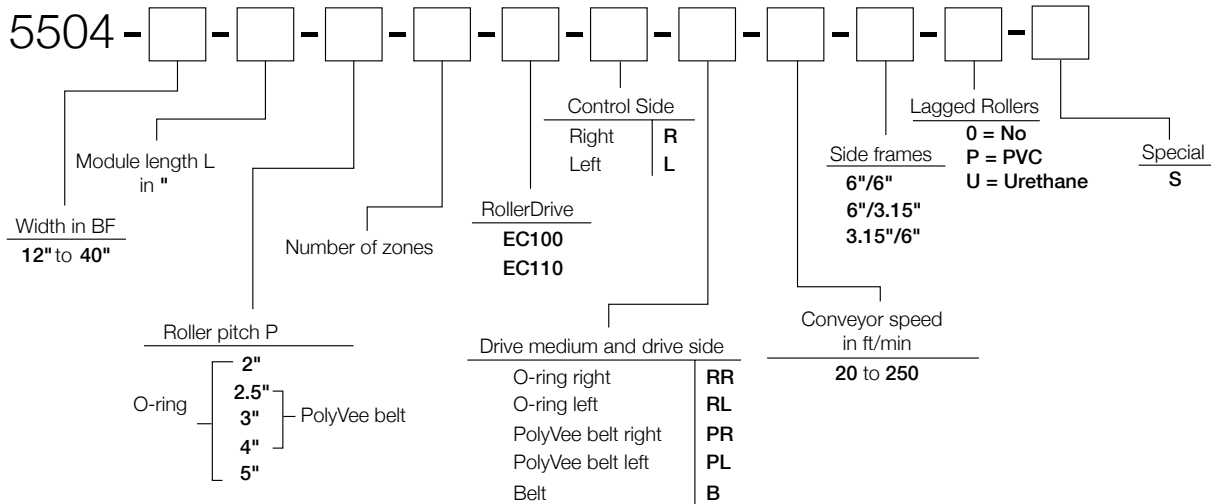 5504 - - - - - - - - - - -
Width in BF
12" to 40"
Module length L
in "
Roller pitch P
O-ring
2"
2.5"
3"
4"
5"
PolyVee belt
Number of zones
RollerDrive
EC100
EC110
Control Side
Right R
Left L
Drive medium and drive side
O-ring right RR
O-ring left RL
PolyVee belt right PR
PolyVee belt left PL
Belt B
Conveyor speed
in ft/min
20 to 250
Side frames
6"/6"
6"/3.15"
3.15"/6"
Lagged Rollers
0 = No
P = PVC
U = Urethane
Special
S